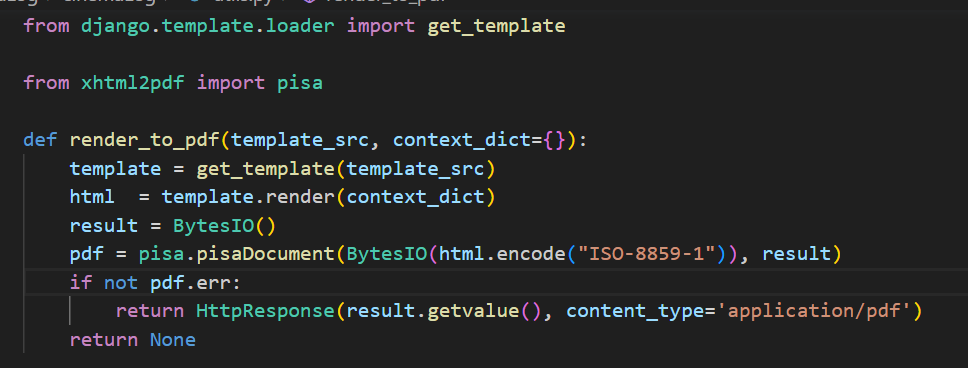 from django.template.loader import get_template
from xhtml2pdf import pisa
def render_to_pdf(template_src, context_dict={}):
    template = get_template(template_src)
    html  = template.render(context_dict)
    result = BytesIO()
    pdf = pisa.pisaDocument(BytesIO(html.encode("ISO-8859-1")), result)
    if not pdf.err:
        return HttpResponse(result.getvalue(), content_type='application/pdf')
    return None